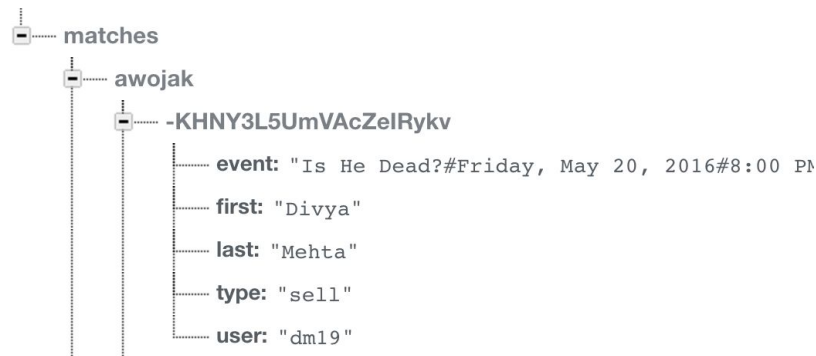 matches
awojak
-KHNY3L5UmVAcZelRykv
event: "Is He Dead?#Friday, May 20, 2016#8:00 PM
first: "Divya"
last: "Mehta"
type: "sell"
user: "dm19"